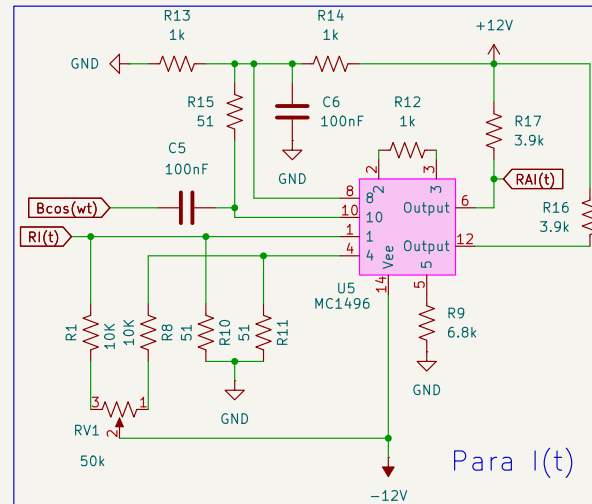 R13
1k
R14
1k
+12V
GND
R15
51
C6
100nF
R12
1k
R17
3.9k
C5
100nF
GND
2
3
2
3
RAI(t)
Bcos(wt)
8
8
Output
6
R16
3.9k
10
10
RI(t)
1
1
Output
12
4
4
Vee
5
14
5
U5
MC1496
R1
10K
10K
R8
51
R10
51
R11
R9
6.8k
GND
GND
3
1
RV1
2
50k
Para I(t)
-12V